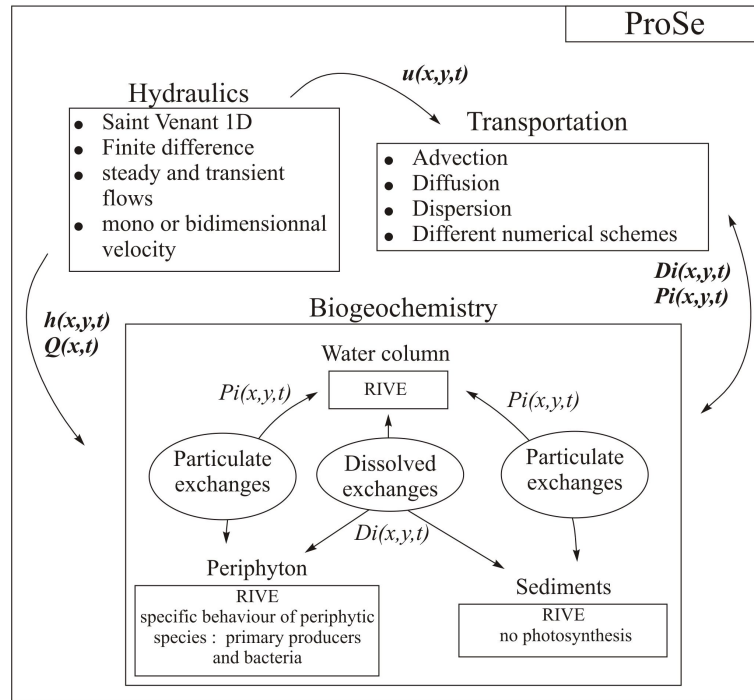 ProSe
u(x,y,t)
Hydraulics
● Saint Venant 1D
● Finite difference
● steady and transient
flows
● mono or bidimensionnal
velocity
Transportation
● Advection
● Diffusion
● Dispersion
● Different numerical schemes
h(x,y,t)
Q(x,t)
Di(x,y,t)
Pi(x,y,t)
Biogeochemistry
Water column
RIVE
Pi(x,y,t)
Pi(x,y,t)
Particulate
exchanges
Dissolved
exchanges
Particulate
exchanges
Di(x,y,t)
Periphyton
RIVE
specific behaviour of periphytic
species : primary producers
and bacteria
Sediments
RIVE
no photosynthesis